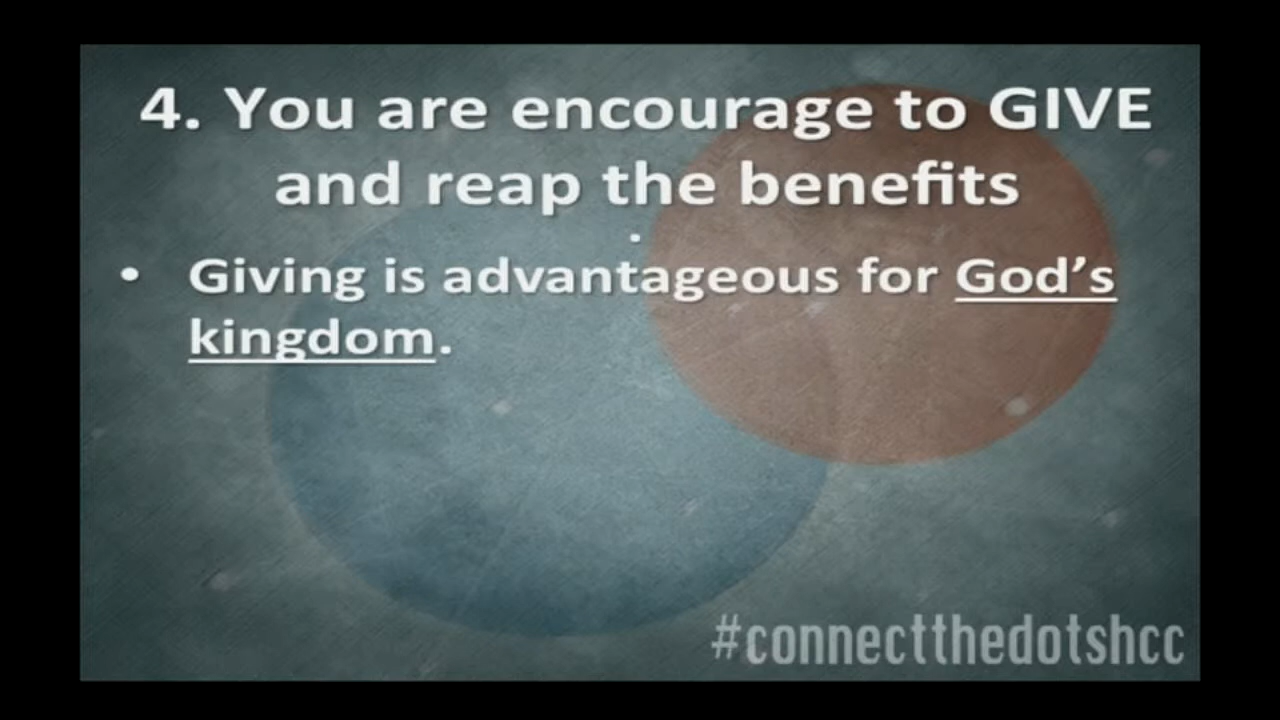 4. You are encourage to GIVE
and reap the benefits
.
• Giving is advantageous for God's
kingdom.
#connectthedotshcc